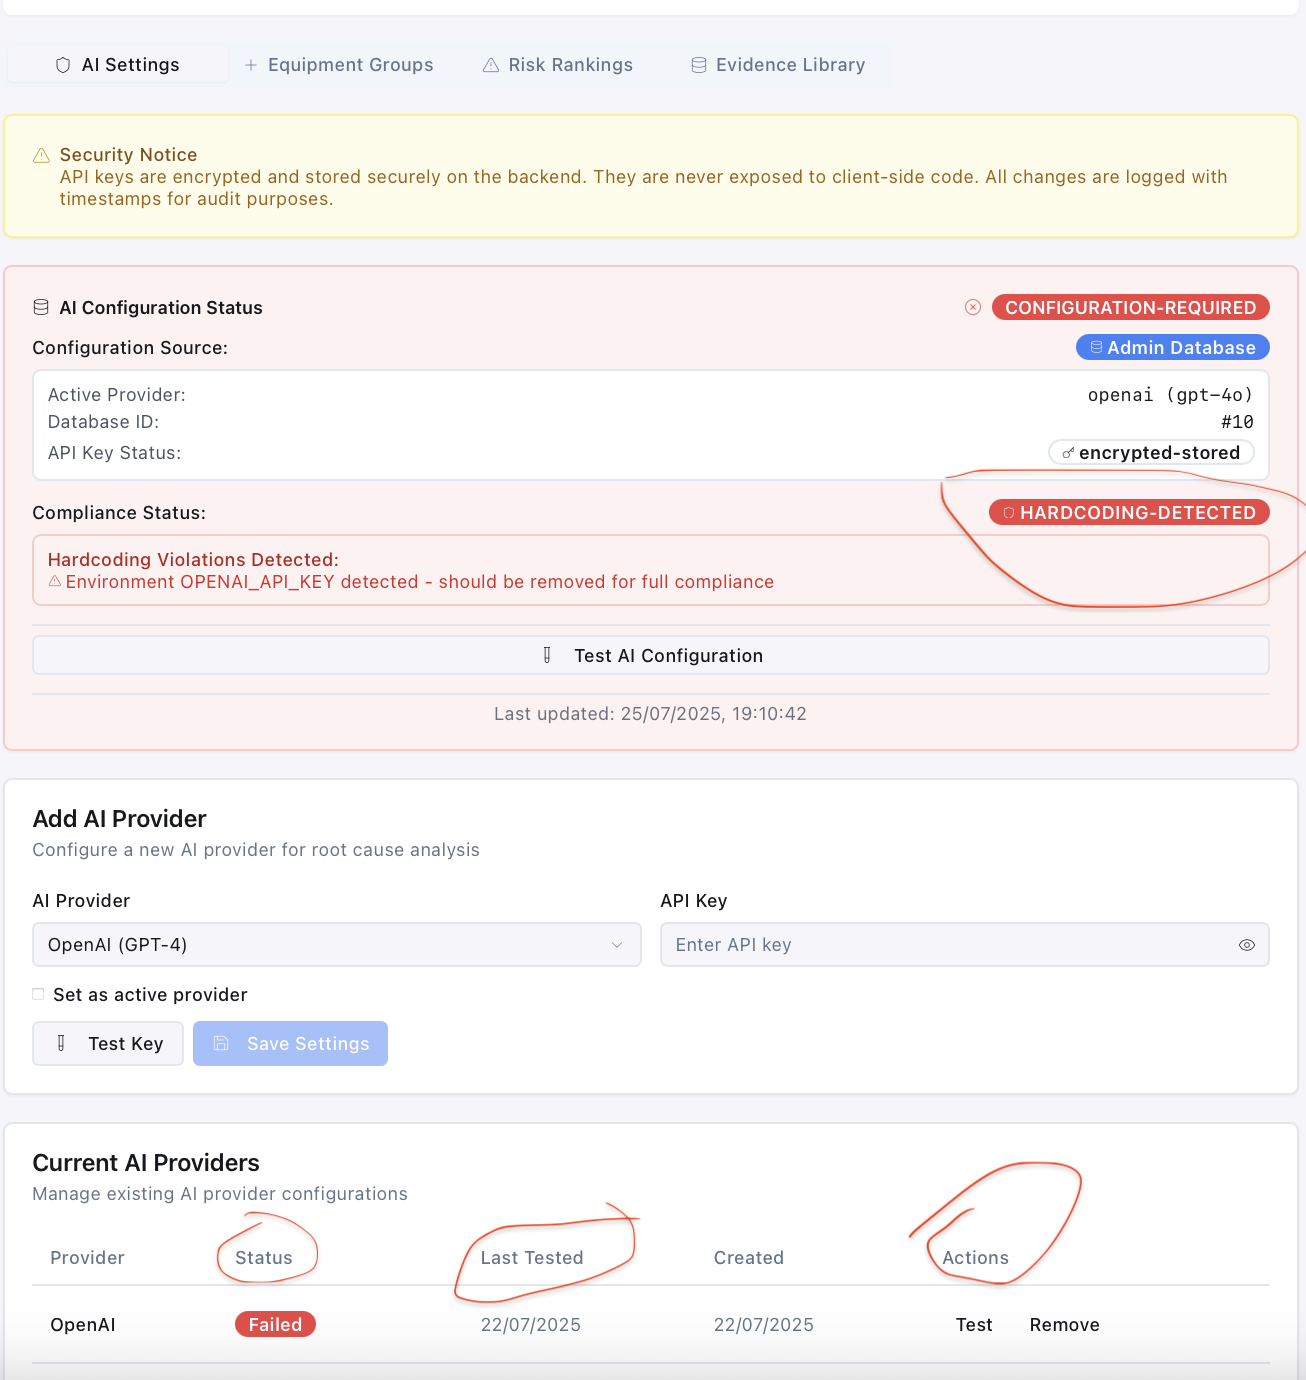 AI Settings
Equipment Groups
Risk Rankings
Evidence Library
Security Notice
API keys are encrypted and stored securely on the backend. They are never exposed to client-side code. All changes are logged with
timestamps for audit purposes.
AI Configuration Status
CONFIGURATION-REQUIRED
Configuration Source:
Admin Database
Active Provider:
openai (gpt-4o)
Database ID:
#10
API Key Status:
encrypted-stored
Compliance Status:
HARDCODING-DETECTED
Hardcoding Violations Detected:
Environment OPENAI_API_KEY detected - should be removed for full compliance
Test AI Configuration
Last updated: 25/07/2025, 19:10:42
Add AI Provider
Configure a new AI provider for root cause analysis
AI Provider
API Key
OpenAI (GPT-4)
Enter API key
Set as active provider
Test Key
Save Settings
Current AI Providers
Manage existing AI provider configurations
Provider
Status
Last Tested
Created
Actions
OpenAI
Failed
22/07/2025
22/07/2025
Test
Remove